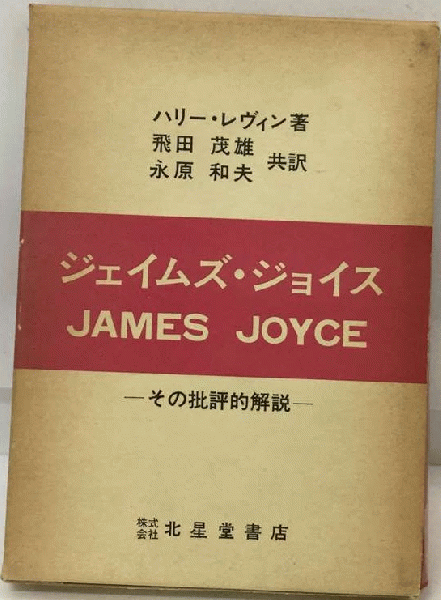 ハリー・レヴィン著
飛田 茂雄 共訳
永原 和夫
ジェイムズ・ジョイス
JAMES JOYCE
―その批評的解説―
株式会社 北星堂書店